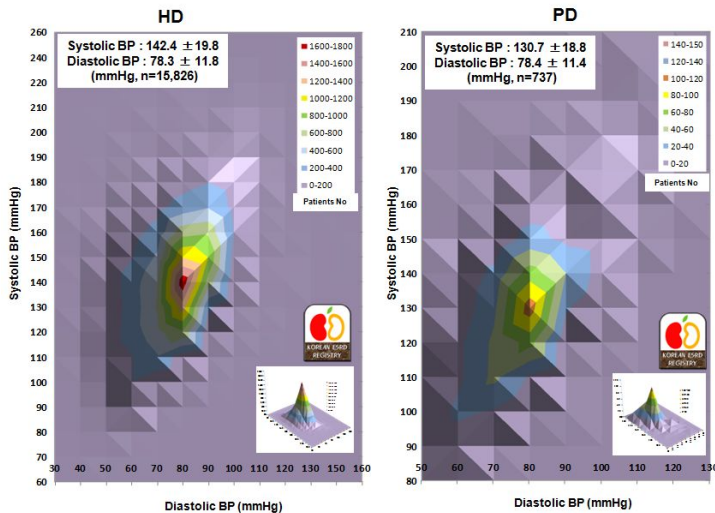 HD
Systolic BP : 142.4 ±19.8
Diastolic BP : 78.3 ± 11.8
(mmHg, n=15,826)
1600-1800
1400-1600
1200-1400
1000-1200
800-1000
600-800
400-600
200-400
0-200
Patients No
Systolic BP (mmHg)
260
250
240
230
220
210
200
190
180
170
160
150
140
130
120
110
100
90
80
70
60
KOREAN ESRD
REGISTRY
30 40 50 60 70 80 90 100 110 120 130 140 150 160
Diastolic BP (mmHg)
PD
Systolic BP : 130.7 ±18.8
Diastolic BP : 78.4 ± 11.4
(mmHg, n=737)
140-150
120-140
100-120
80-100
60-80
40-60
20-40
0-20
Patients No
Systolic BP (mmHg)
210
200
190
180
170
160
150
140
130
120
110
100
90
80
KOREAN ESRD
REGISTRY
50 60 70 80 90 100 110 120 130
Diastolic BP (mmHg)